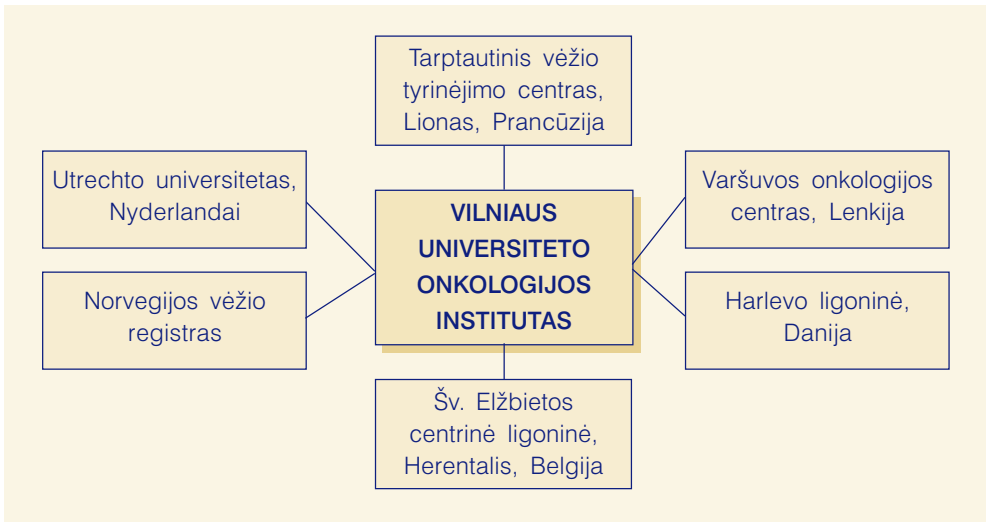 Tarptautinis vėžio
tyrinėjimo centras,
Lionas, Prancūzija
Utrechto universitetas,
Nyderlandai
Varšuvos onkologijos
centras, Lenkija
VILNIAUS
UNIVERSITETO
ONKOLOGIJOS
INSTITUTAS
Norvegijos vėžio
registras
Harlevo ligoninė,
Danija
Šv. Elžbietos
centrinė ligoninė,
Herentalis, Belgija